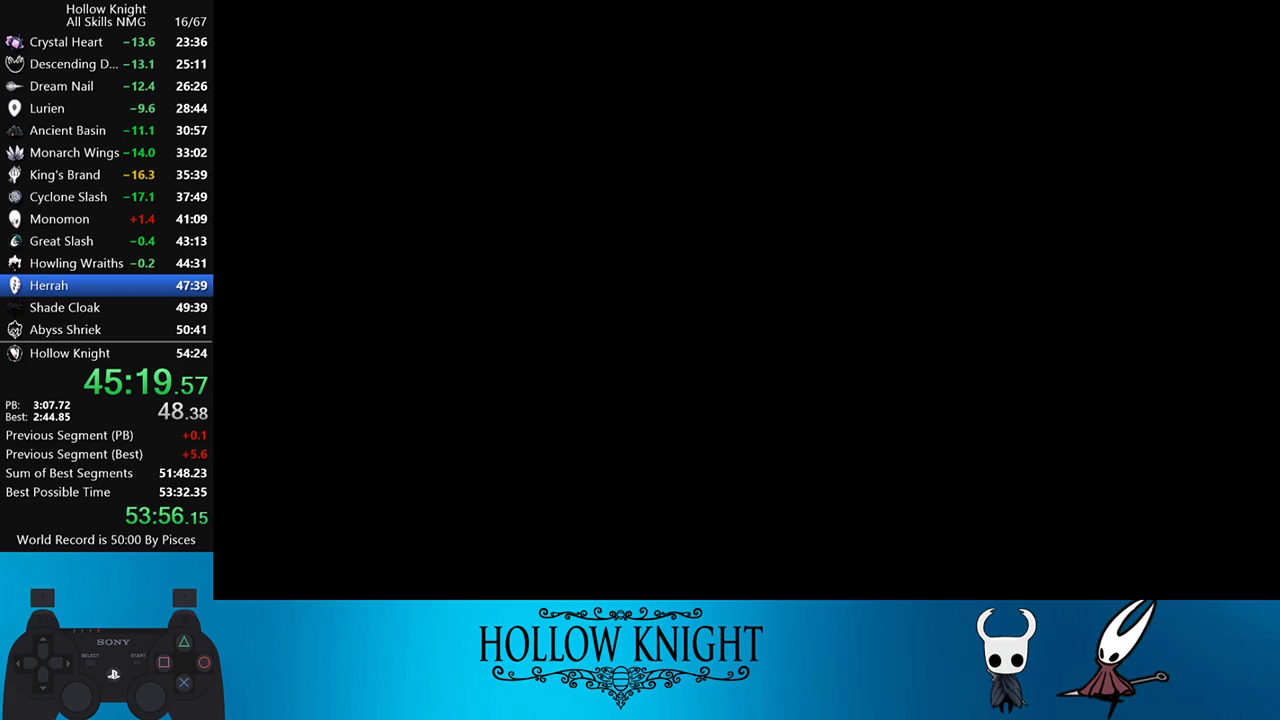 Hollow Knight
All Skills NMG 16/67
Crystal Heart −13.6 23:36
Descending D... −13.1 25:11
Dream Nail −12.4 26:26
Lurien −9.6 28:44
Ancient Basin −11.1 30:57
Monarch Wings −14.0 33:02
King's Brand −16.3 35:39
Cyclone Slash −17.1 37:49
Monomon +1.4 41:09
Great Slash −0.4 43:13
Howling Wraiths −0.2 44:31
Herrah 47:39
Shade Cloak 49:39
Abyss Shriek 50:41
Hollow Knight 54:24
45:19.57
PB: 3:07.72
Best: 2:44.85
48.38
Previous Segment (PB) +0.1
Previous Segment (Best) +5.6
Sum of Best Segments 51:48.23
Best Possible Time 53:32.35
53:56.15
World Record is 50:00 By Pisces
SONY
SELECT START
HOLLOW KNIGHT